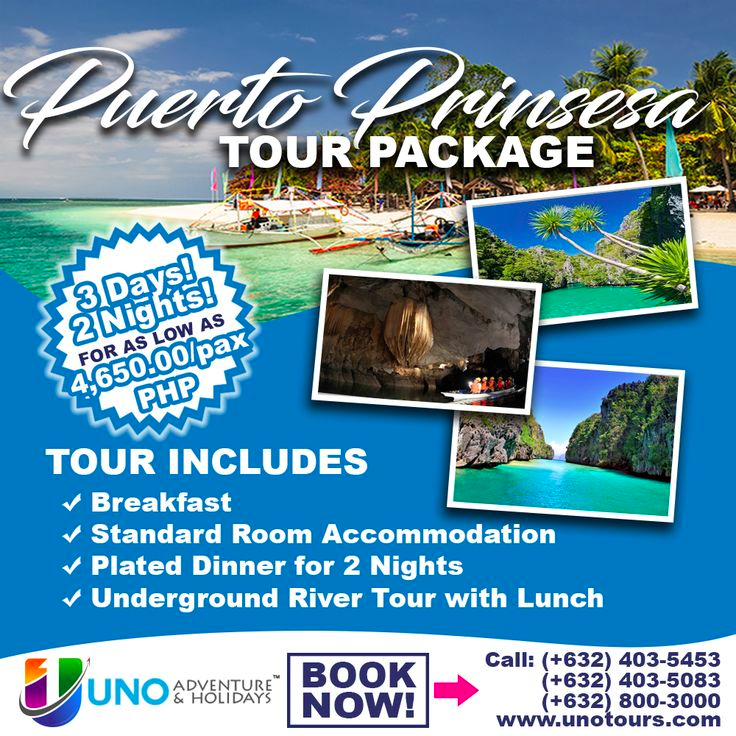 Puerto Prinsesa
TOUR PACKAGE
3 Days!
2 Nights!
FOR AS LOW AS
4,650.00/pax
PHP
TOUR INCLUDES
✓ Breakfast
✓ Standard Room Accommodation
✓ Plated Dinner for 2 Nights
✓ Underground River Tour with Lunch
UNO ADVENTURE™
& HOLIDAYS
BOOK
NOW!
Call: (+632) 403-5453
(+632) 403-5083
(+632) 800-3000
www.unotours.com